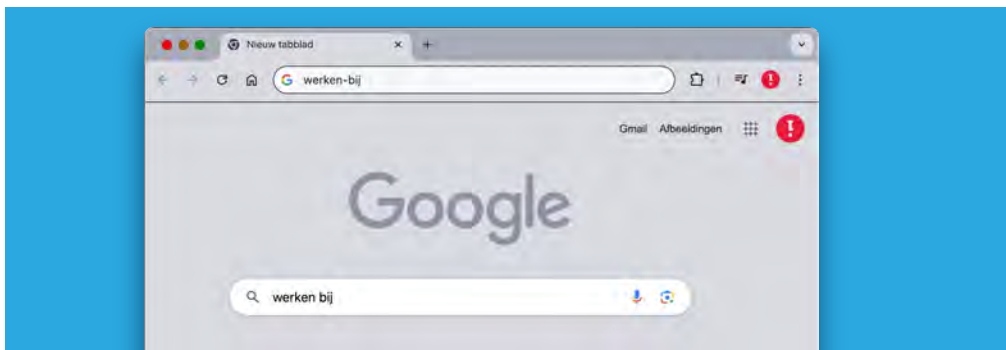 Nieuw tabblad
werken-bij
Gmail Afbeeldingen
Google
werken bij